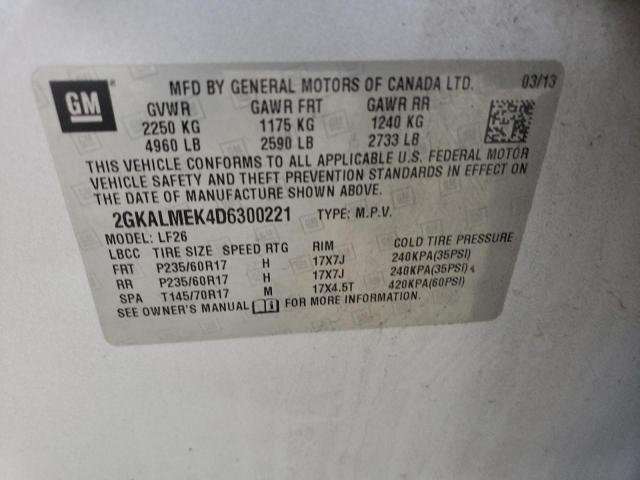 GM
MFD BY GENERAL MOTORS OF CANADA LTD. 03/13
GVWR GAWR FRT GAWR RR
2250 KG 1175 KG 1240 KG
4960 LB 2590 LB 2733 LB
THIS VEHICLE CONFORMS TO ALL APPLICABLE U.S. FEDERAL MOTOR
VEHICLE SAFETY AND THEFT PREVENTION STANDARDS IN EFFECT ON
THE DATE OF MANUFACTURE SHOWN ABOVE.
2GKALMEK4D6300221 TYPE: M.P.V.
MODEL: LF26
LBCC TIRE SIZE SPEED RTG RIM COLD TIRE PRESSURE
FRT P235/60R17 H 17X7J 240KPA(35PSI)
RR P235/60R17 H 17X7J 240KPA(35PSI)
SPA T145/70R17 M 17X4.5T 420KPA(60PSI)
SEE OWNER'S MANUAL FOR MORE INFORMATION.